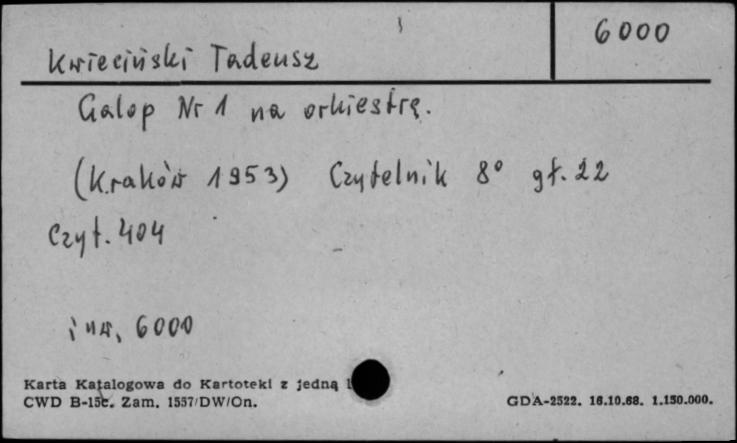 6000
Kwieciński Tadeusz
Galop Nr 1 na orkiestrę.
(Kraków 1953) Czytelnik 8° gł. 22
Czyt. 404
inw. 6000
Karta Katalogowa do Kartoteki z jedną
CWD B-15c. Zam. 1557/DW/On.
GDA-2522. 16.10.68. 1.150.000.